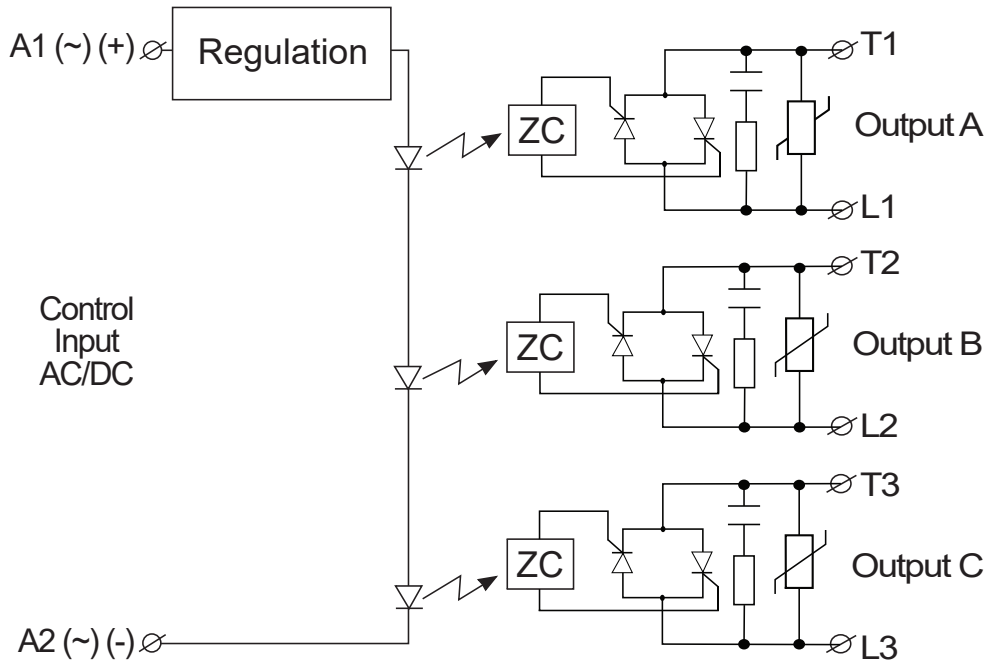 A1 (~) (+)
Regulation
T1
ZC
Output A
L1
T2
Control
Input
AC/DC
ZC
Output B
L2
T3
ZC
Output C
A2 (~) (-)
L3